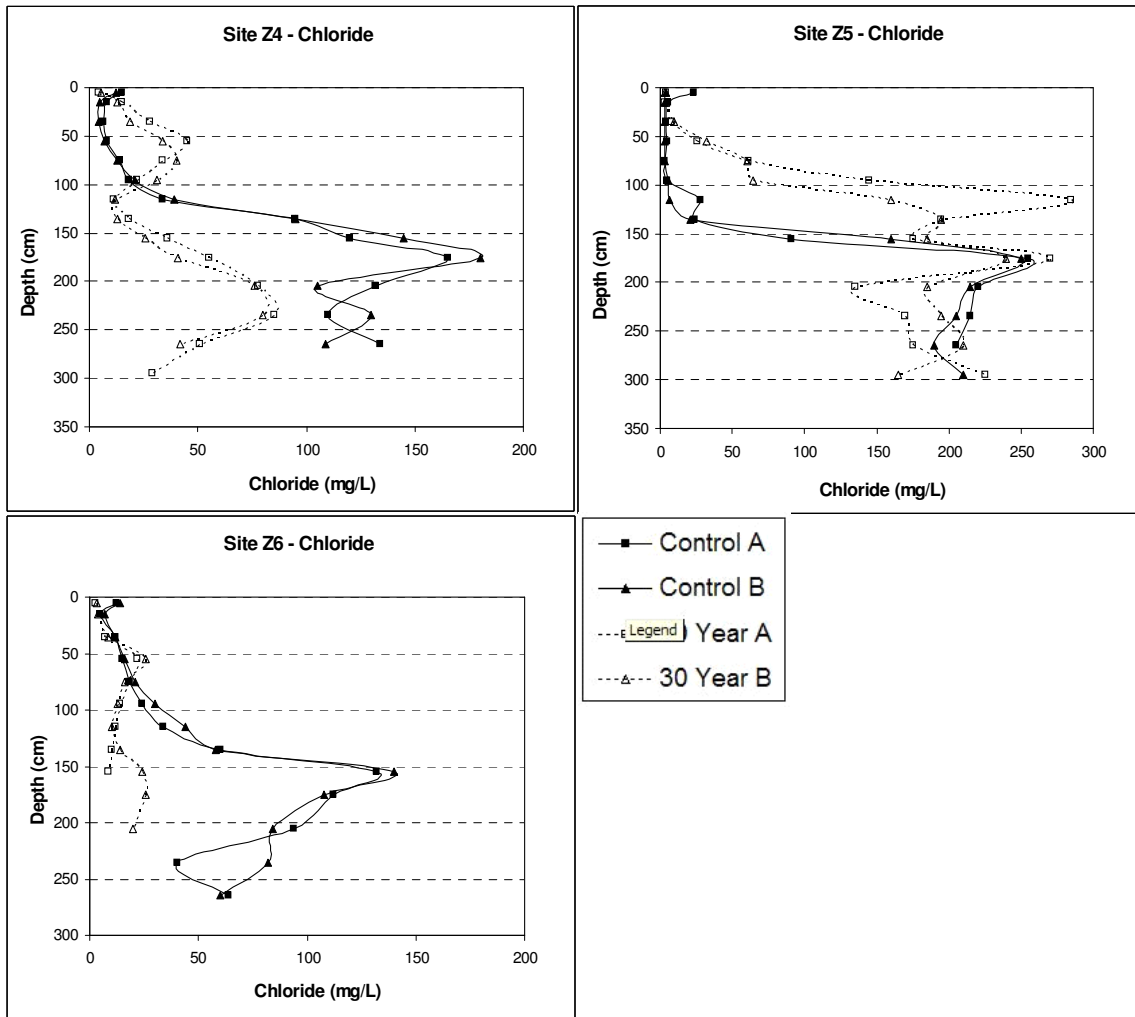 Site Z4 - Chloride
0
50
100
150
200
250
300
350
Depth (cm)
0 50 100 150 200
Chloride (mg/L)
Site Z5 - Chloride
0
50
100
150
200
250
300
350
400
Depth (cm)
0 50 100 150 200 250 300
Chloride (mg/L)
Site Z6 - Chloride
0
50
100
150
200
250
300
Depth (cm)
0 50 100 150 200
Chloride (mg/L)
Control A
Control B
Legend
Year A
30 Year B